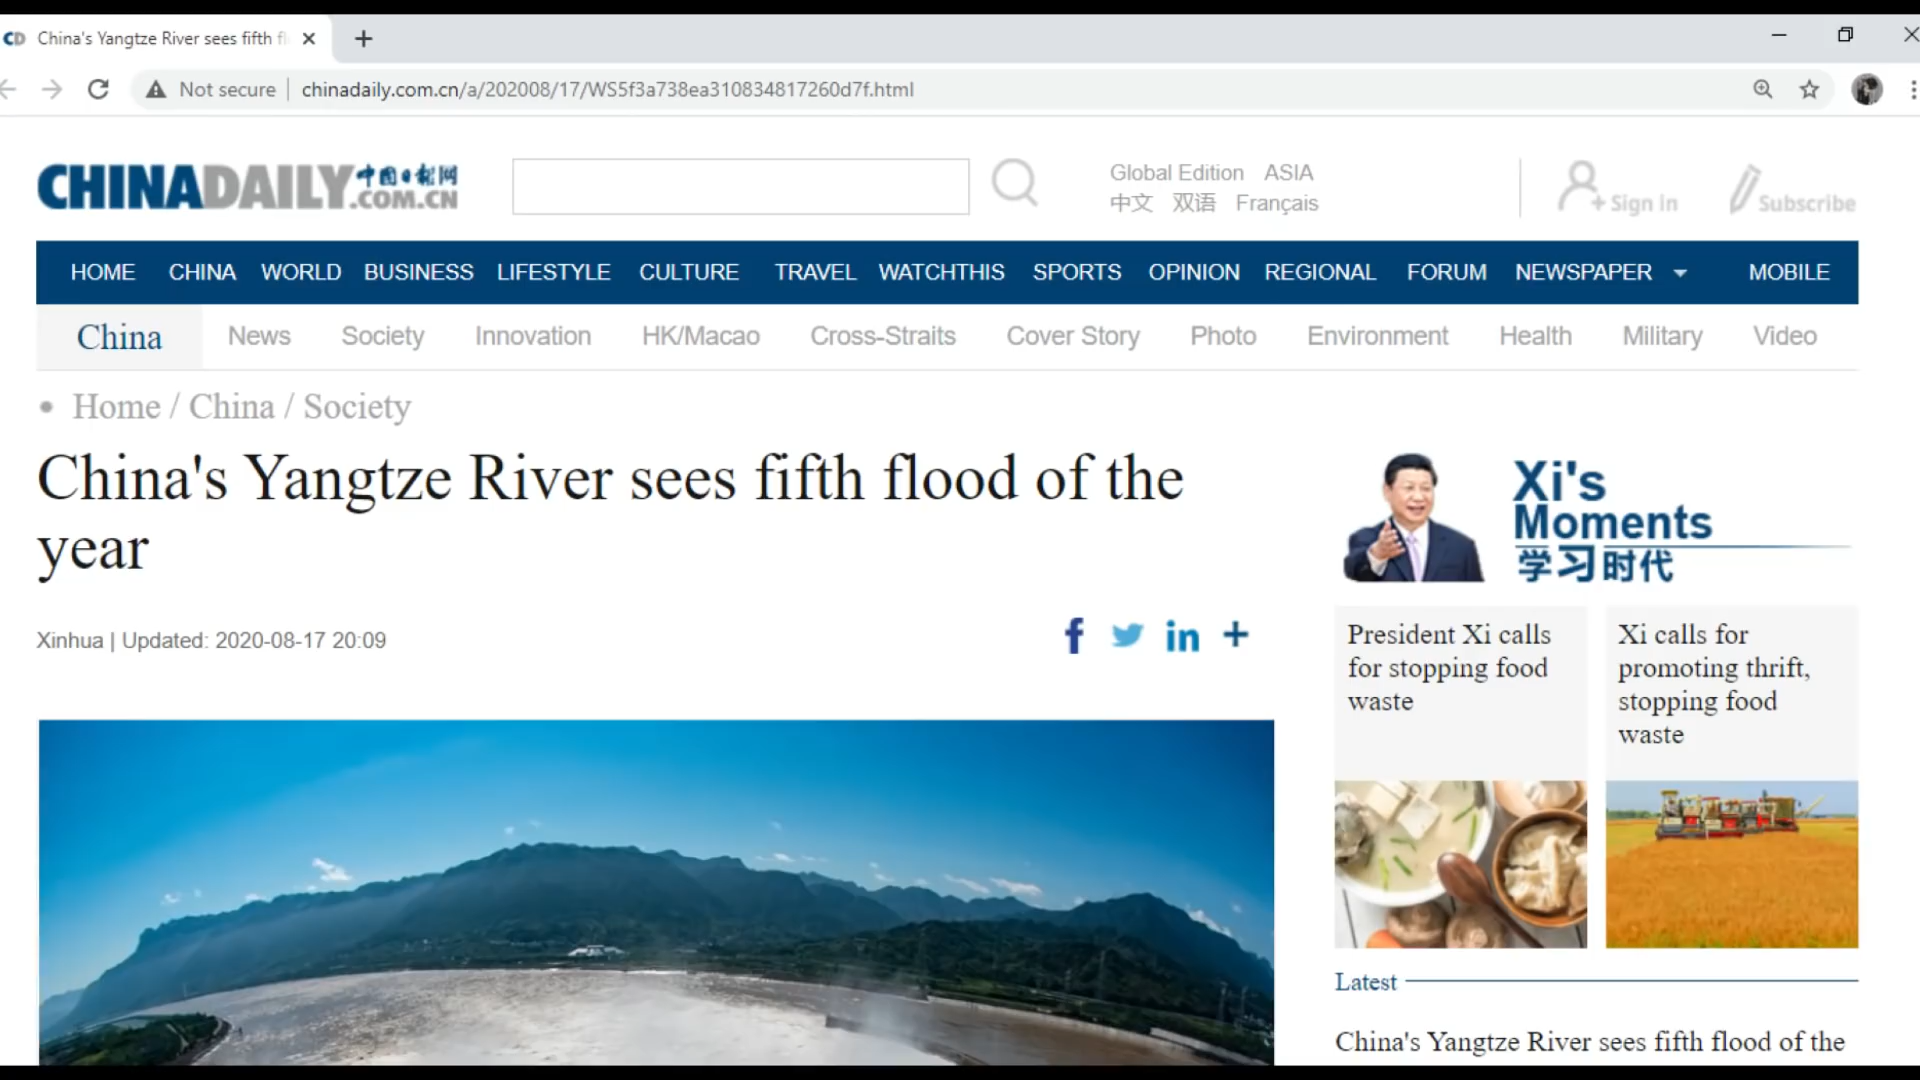 CD China's Yangtze River sees fifth fl
Not secure chinadaily.com.cn/a/202008/17/WS5f3a738ea310834817260d7f.html
CHINADAILY 中国日报网
.COM.CN
Global Edition ASIA
中文 双语 Français
Sign in
Subscribe
HOME CHINA WORLD BUSINESS LIFESTYLE CULTURE TRAVEL WATCHTHIS SPORTS OPINION REGIONAL FORUM NEWSPAPER MOBILE
China News Society Innovation HK/Macao Cross-Straits Cover Story Photo Environment Health Military Video
Home / China / Society
China's Yangtze River sees fifth flood of the
year
Xinhua | Updated: 2020-08-17 20:09
f in +
Xi's
Moments
学习时代
President Xi calls
for stopping food
waste
Xi calls for
promoting thrift,
stopping food
waste
Latest
China's Yangtze River sees fifth flood of the